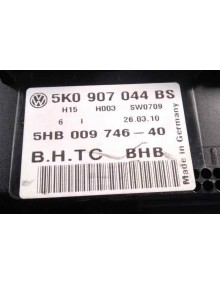 5K0 907 044 BS
H15 H003 SW0709
6 I 26.03.10
5HB 009 746-40
B.H.TC BHB
Made in Germany